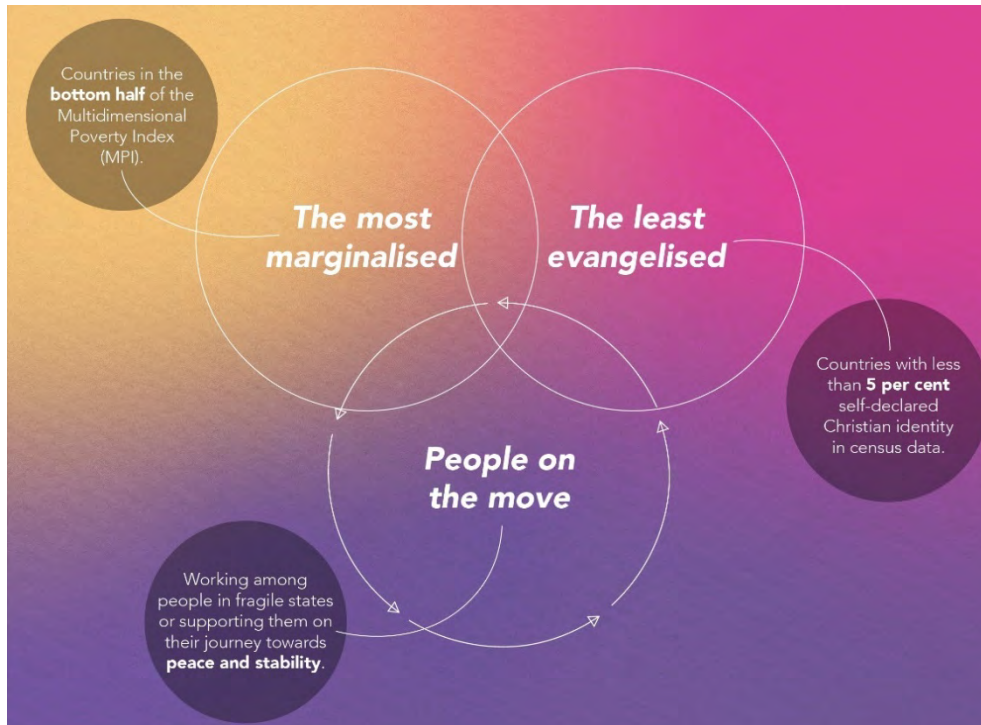 Countries in the
bottom half of the
Multidimensional
Poverty Index
(MPI).
The most
marginalised
The least
evangelised
Countries with less
than 5 per cent
self-declared
Christian identity
in census data.
People on
the move
Working among
people in fragile states
or supporting them on
their journey towards
peace and stability.